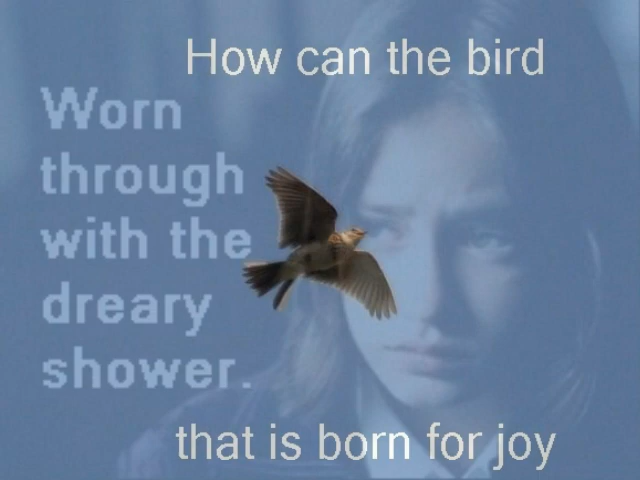 How can the bird
Worn
through
with the
dreary
shower.
that is born for joy